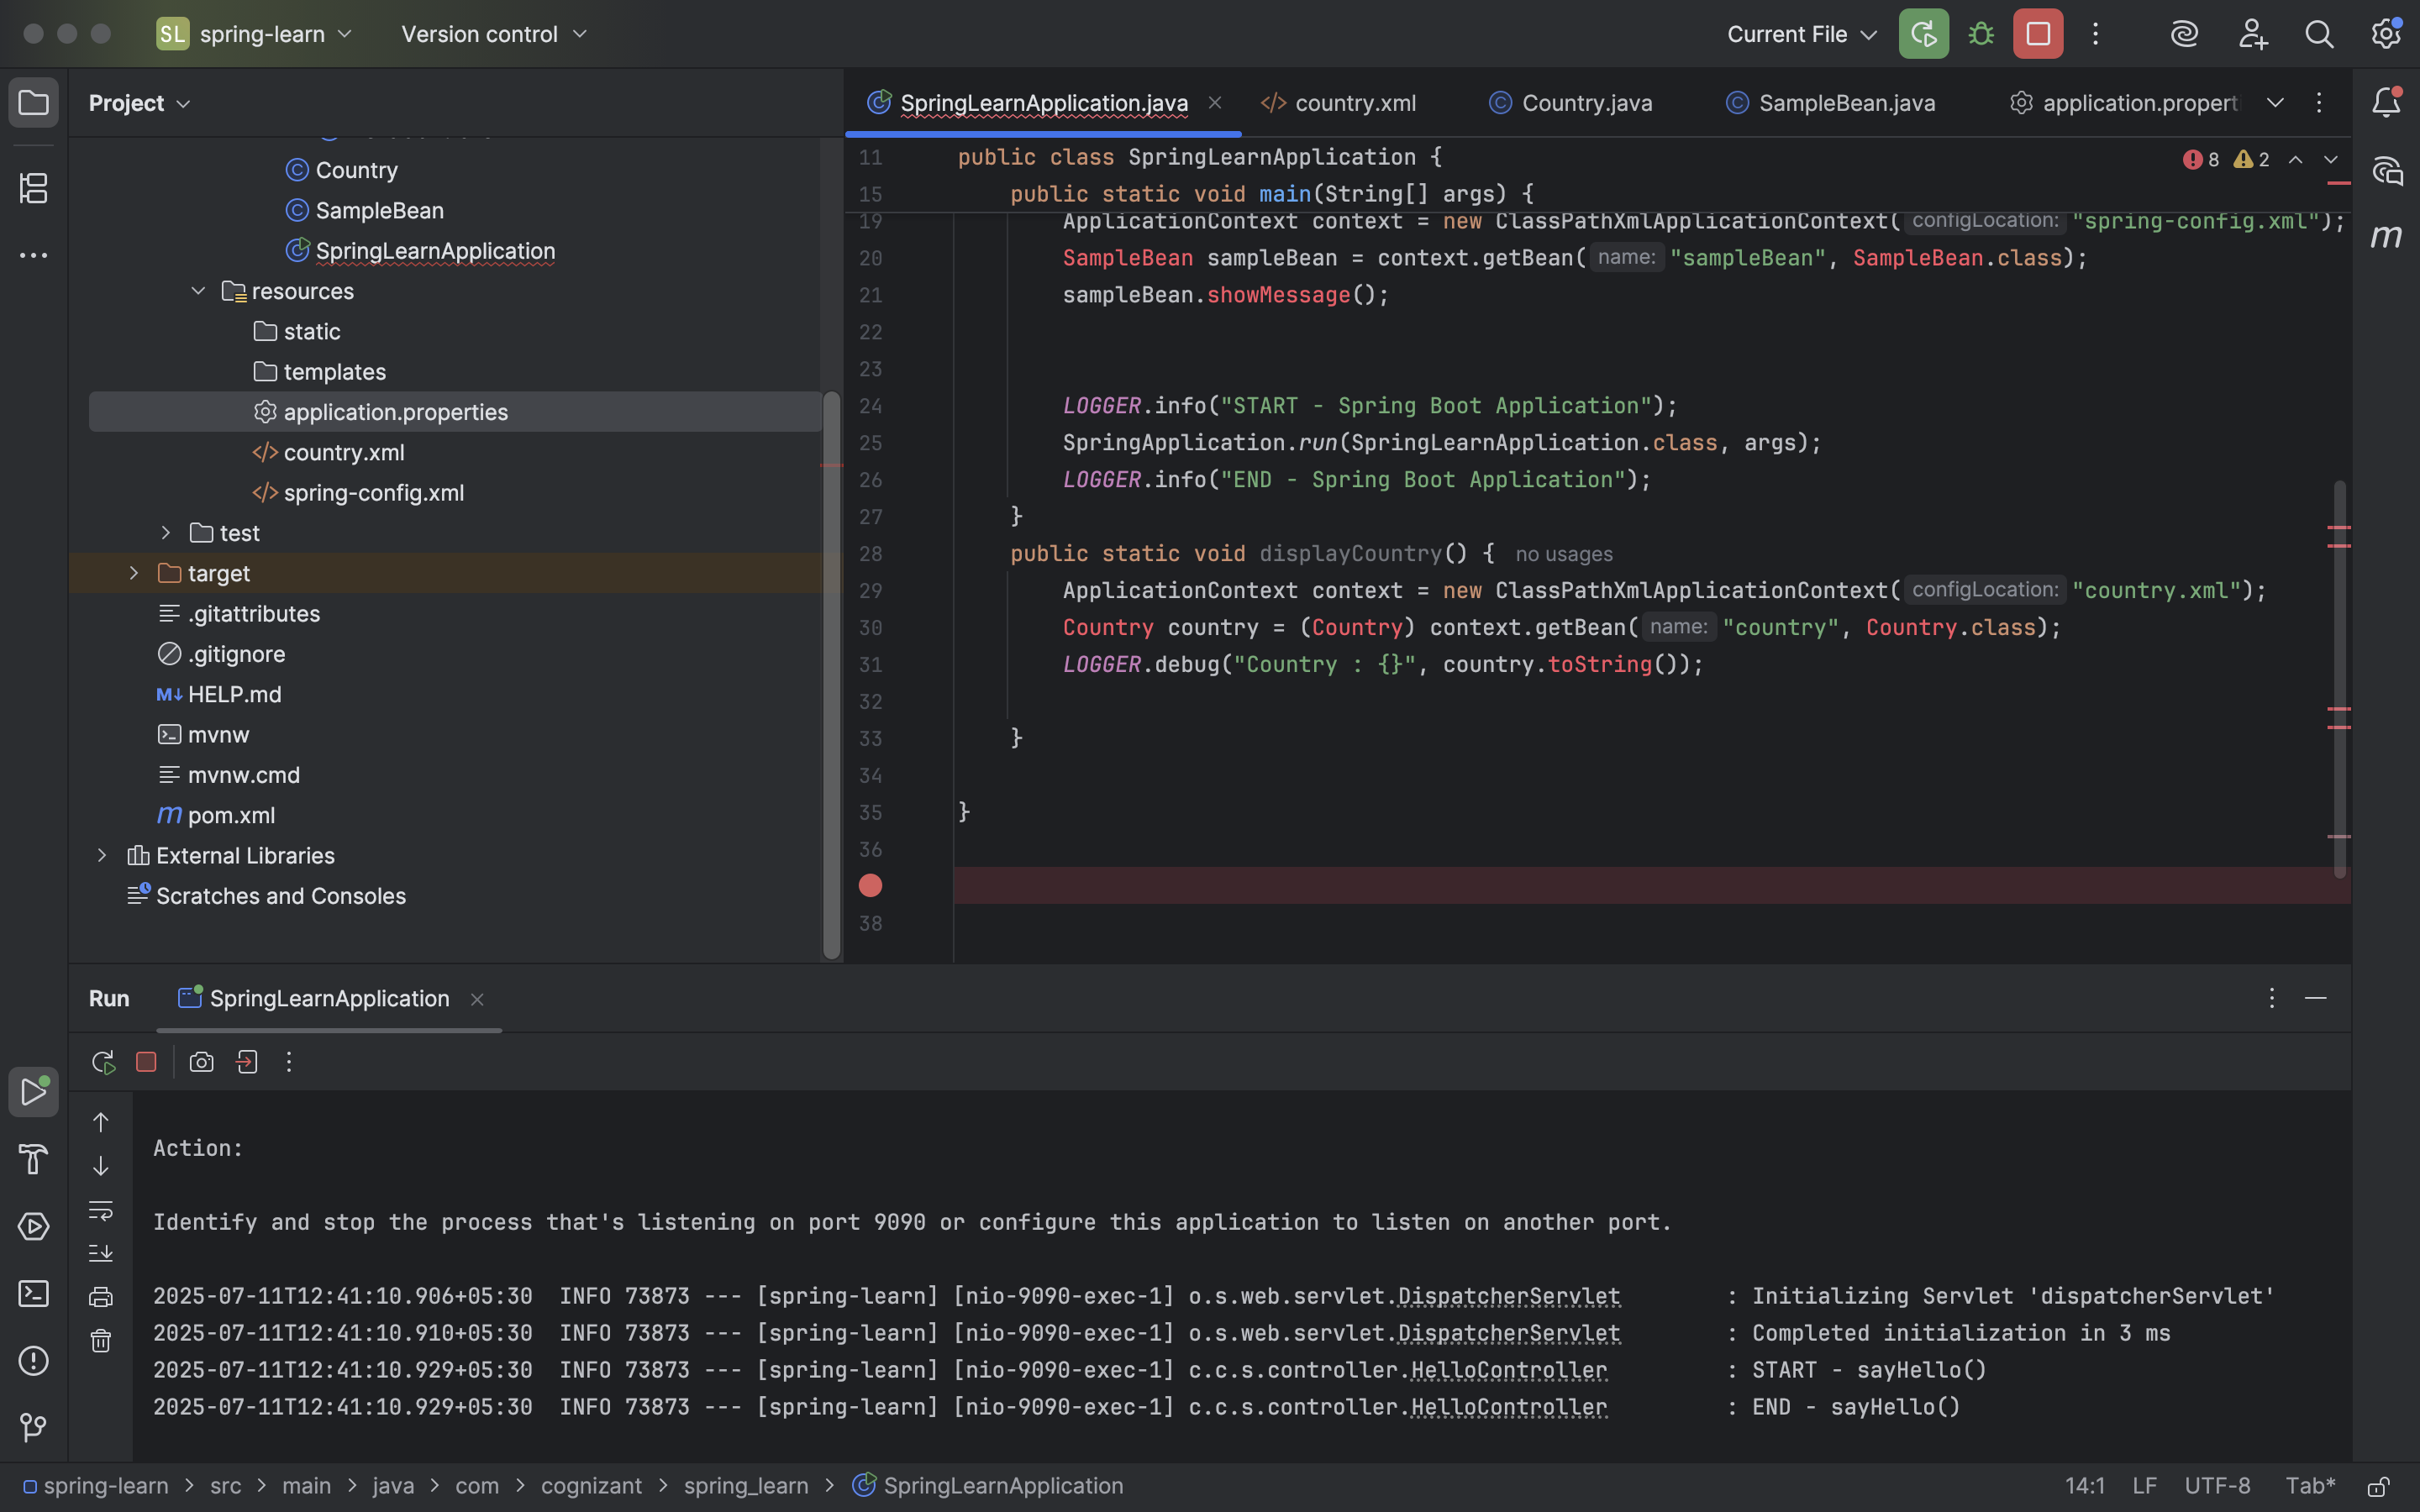 SL spring-learn Version control Current File
Project
SpringLearnApplication.java country.xml Country.java SampleBean.java application.propert
Country
SampleBean
SpringLearnApplication
resources
static
templates
application.properties
country.xml
spring-config.xml
test
target
.gitattributes
.gitignore
M↓ HELP.md
mvnw
mvnw.cmd
m pom.xml
External Libraries
Scratches and Consoles
8 2
m
11 public class SpringLearnApplication {
15 public static void main(String[] args) {
19 ApplicationContext context = new ClassPathXmlApplicationContext( configLocation: "spring-config.xml");
20 SampleBean sampleBean = context.getBean( name: "sampleBean", SampleBean.class);
21 sampleBean.showMessage();
22
23
24 LOGGER.info("START - Spring Boot Application");
25 SpringApplication.run(SpringLearnApplication.class, args);
26 LOGGER.info("END - Spring Boot Application");
27 }
28 public static void displayCountry() { no usages
29 ApplicationContext context = new ClassPathXmlApplicationContext( configLocation: "country.xml");
30 Country country = (Country) context.getBean( name: "country", Country.class);
31 LOGGER.debug("Country : {}", country.toString());
32
33 }
34
35 }
36
38
Run SpringLearnApplication
Action:
Identify and stop the process that's listening on port 9090 or configure this application to listen on another port.
2025-07-11T12:41:10.906+05:30 INFO 73873 --- [spring-learn] [nio-9090-exec-1] o.s.web.servlet.DispatcherServlet : Initializing Servlet 'dispatcherServlet'
2025-07-11T12:41:10.910+05:30 INFO 73873 --- [spring-learn] [nio-9090-exec-1] o.s.web.servlet.DispatcherServlet : Completed initialization in 3 ms
2025-07-11T12:41:10.929+05:30 INFO 73873 --- [spring-learn] [nio-9090-exec-1] c.c.s.controller.HelloController : START - sayHello()
2025-07-11T12:41:10.929+05:30 INFO 73873 --- [spring-learn] [nio-9090-exec-1] c.c.s.controller.HelloController : END - sayHello()
spring-learn > src > main > java > com > cognizant > spring_learn > SpringLearnApplication 14:1 LF UTF-8 Tab*